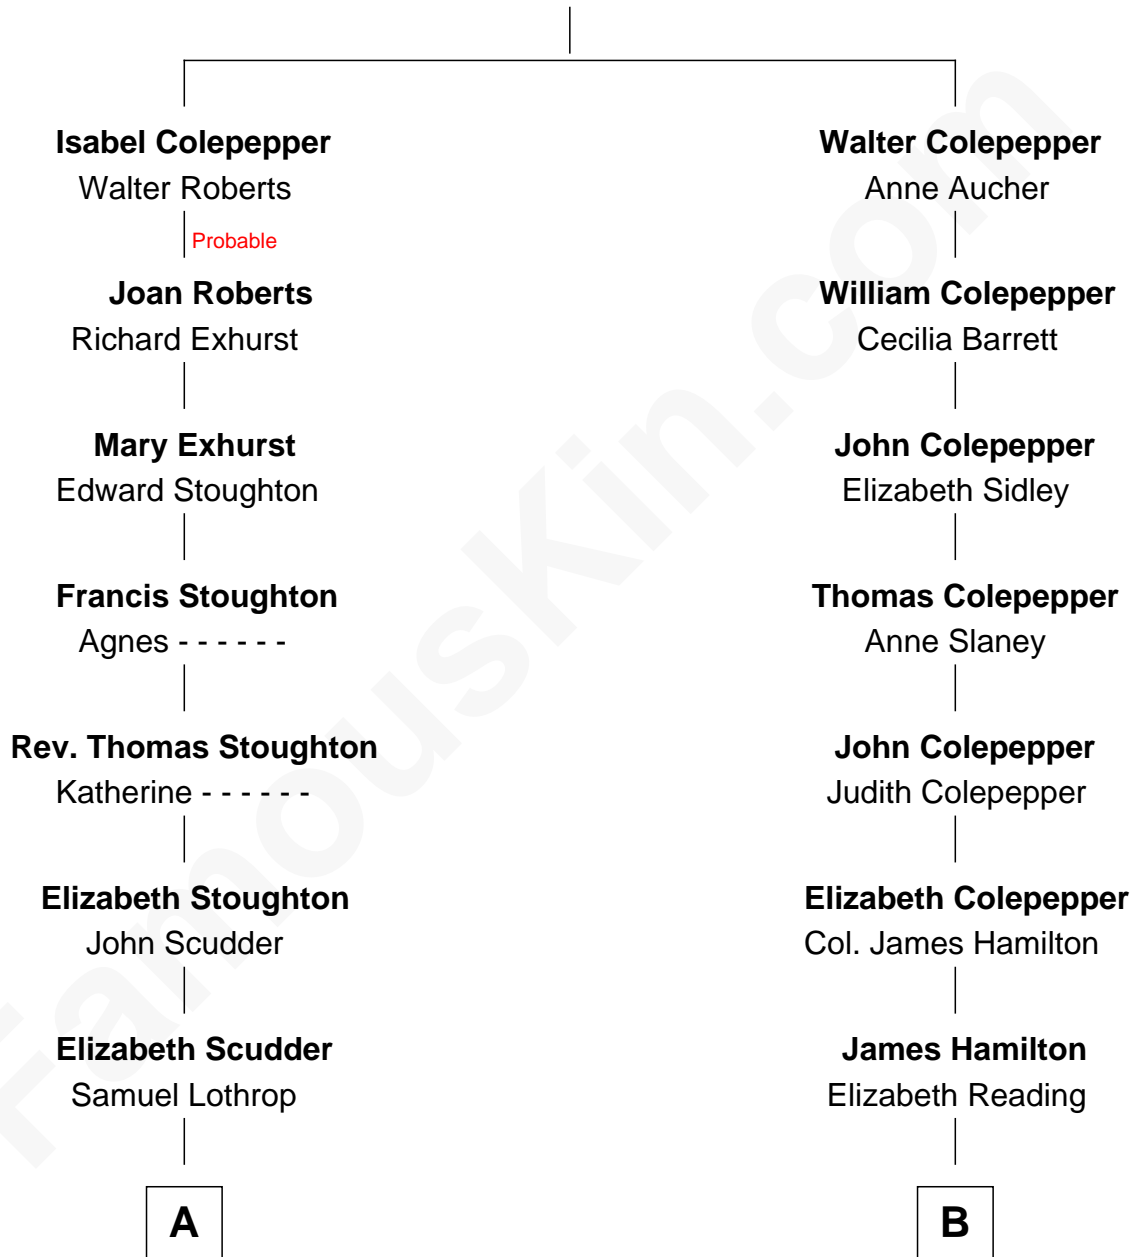 Isabel Colepepper
Walter Roberts
Probable
Joan Roberts
Richard Exhurst
Mary Exhurst
Edward Stoughton
Francis Stoughton
Agnes - - - - - -
Rev. Thomas Stoughton
Katherine - - - - - -
Elizabeth Stoughton
John Scudder
Elizabeth Scudder
Samuel Lothrop
A
Walter Colepepper
Anne Aucher
William Colepepper
Cecilia Barrett
John Colepepper
Elizabeth Sidley
Thomas Colepepper
Anne Slaney
John Colepepper
Judith Colepepper
Elizabeth Colepepper
Col. James Hamilton
James Hamilton
Elizabeth Reading
B
FamousKin.com